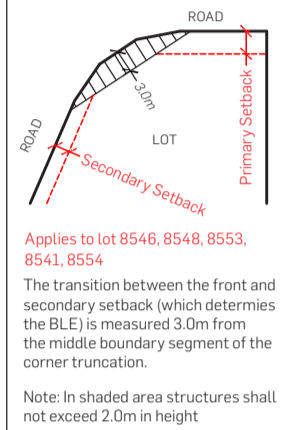 ROAD
3.0m
Primary Setback
ROAD
LOT
Secondary Setback
Applies to lot 8546, 8548, 8553,
8541, 8554
The transition between the front and
secondary setback (which determies
the BLE) is measured 3.0m from
the middle boundary segment of the
corner truncation.
Note: In shaded area structures shall
not exceed 2.0m in height